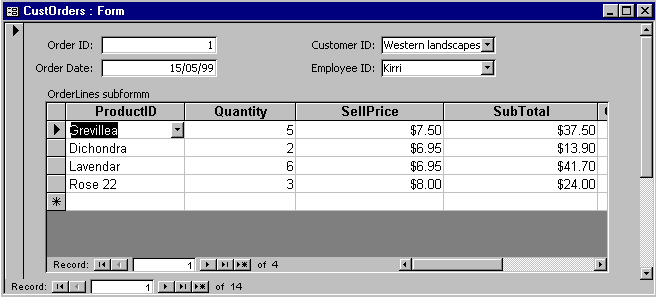 CustOrders : Form
Order ID: 1 Customer ID: Western landscapes
Order Date: 15/05/99 Employee ID: Kirri
OrderLines subformm
ProductID Quantity SellPrice SubTotal
Grevillea 5 $7.50 $37.50
Dichondra 2 $6.95 $13.90
Lavendar 6 $6.95 $41.70
Rose 22 3 $8.00 $24.00
Record: 1 of 4
Record: 1 of 14